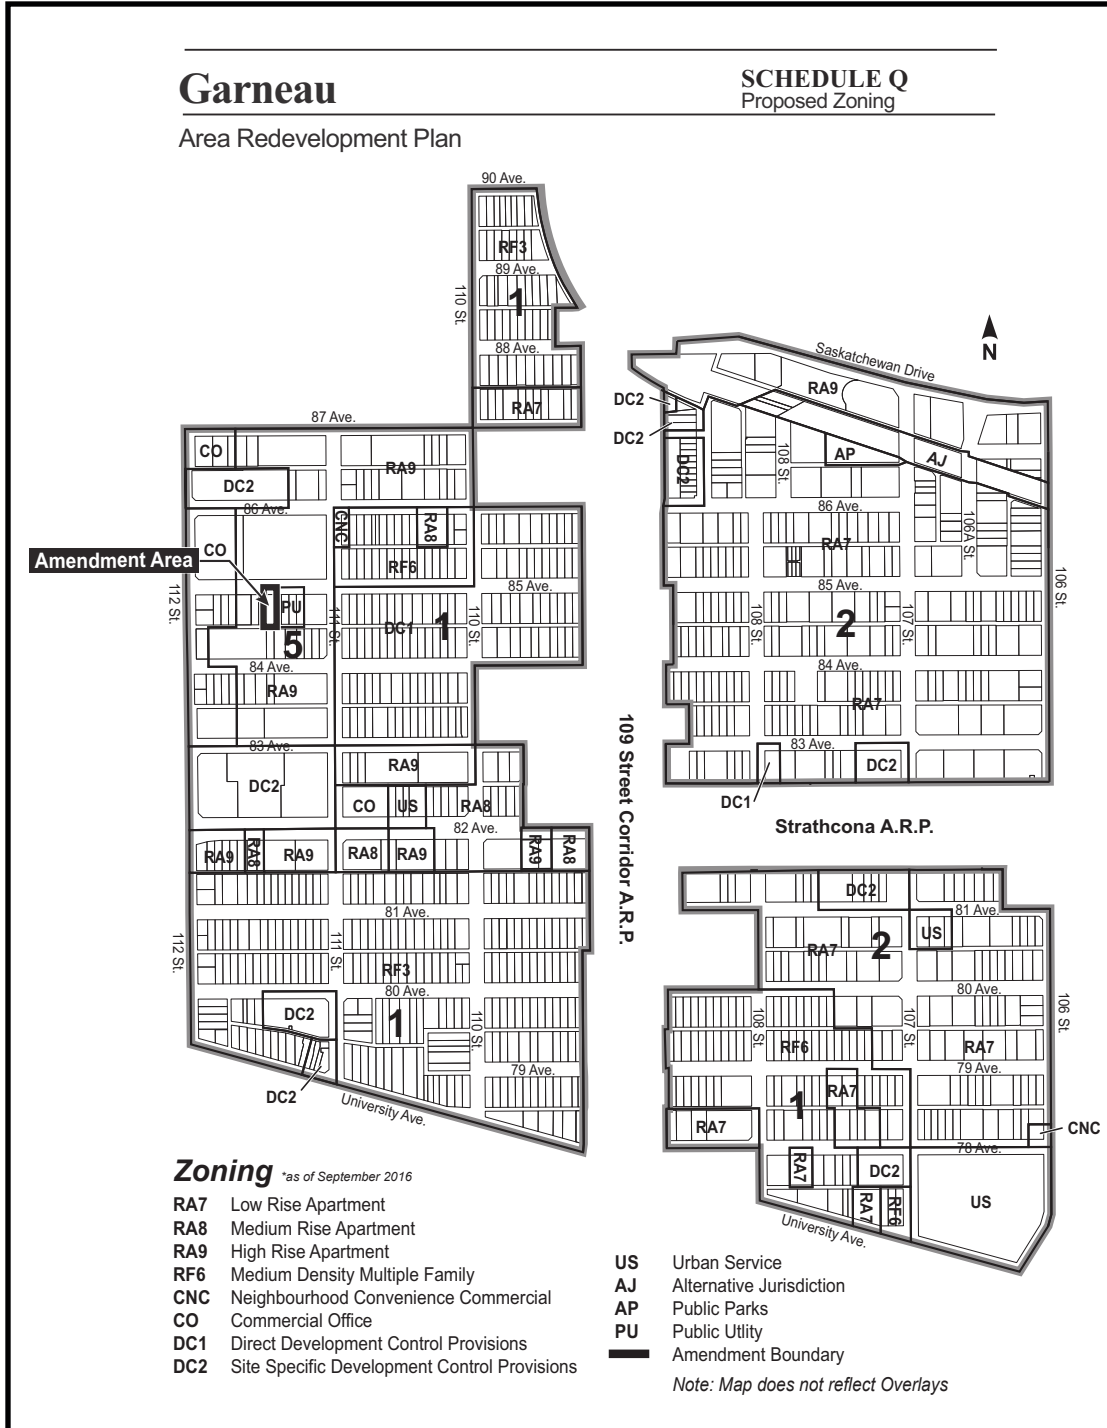 Garneau
SCHEDULE Q
Proposed Zoning
Area Redevelopment Plan
90 Ave.
RF3
89 Ave.
1
110 St.
88 Ave.
RA7
87 Ave.
N
Saskatchewan Drive
RA9
DC2
DC2
DC2
108 St.
AP
AJ
CO
RA9
DC2
86 Ave.
CNC
RA8
86 Ave.
106A St.
RA7
CO
Amendment Area
RF6
85 Ave.
85 Ave.
106 St.
112 St.
PU
111 St.
DC1
1
110 St.
108 St.
2
107 St.
5
84 Ave.
84 Ave.
RA9
RA7
109 Street Corridor A.R.P.
83 Ave.
83 Ave.
RA9
DC2
DC2
DC1
CO
US
RA8
82 Ave.
Strathcona A.R.P.
RA9
RA8
RA9
RA8
RA9
RA9
RA8
DC2
81 Ave.
81 Ave.
US
2
RA7
112 St.
111 St.
RF3
80 Ave.
80 Ave.
DC2
1
110 St.
108 St.
107 St.
106 St.
RF6
RA7
79 Ave.
79 Ave.
DC2
RA7
1
University Ave.
RA7
CNC
78 Ave.
RA7
DC2
US
RA7
RF6
University Ave.
Zoning *as of September 2016
RA7 Low Rise Apartment
RA8 Medium Rise Apartment
RA9 High Rise Apartment
RF6 Medium Density Multiple Family
CNC Neighbourhood Convenience Commercial
CO Commercial Office
DC1 Direct Development Control Provisions
DC2 Site Specific Development Control Provisions
US Urban Service
AJ Alternative Jurisdiction
AP Public Parks
PU Public Utlity
Amendment Boundary
Note: Map does not reflect Overlays